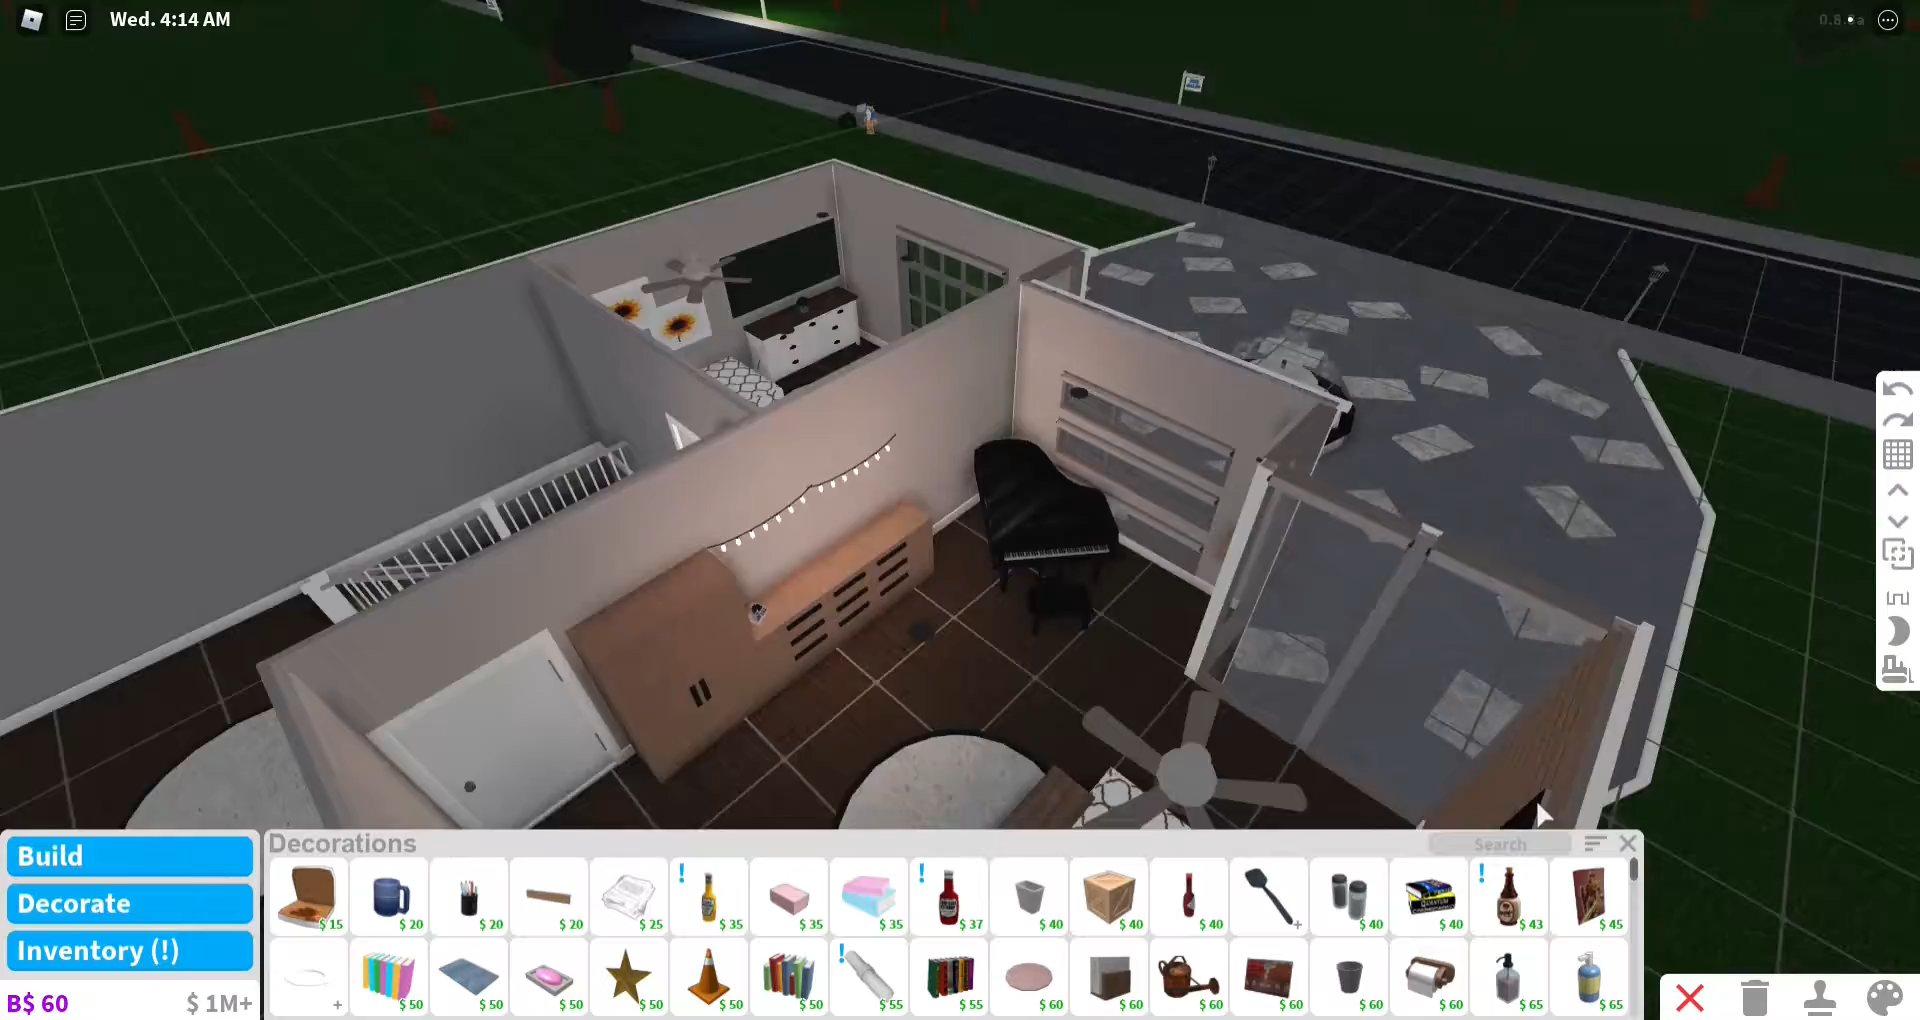 Wed. 4:14 AM
Build
Decorate
Inventory (!)
B$ 60
$ 1M+
Decorations
Search
$ 15
$ 20
$ 20
$ 20
$ 25
! $ 35
$ 35
$ 35
! $ 37
$ 40
$ 40
$ 40
+
$ 40
QUANTUM
$ 40
! $ 43
$ 45
+
$ 50
$ 50
$ 50
$ 50
$ 50
$ 50
! $ 55
$ 55
$ 60
$ 60
$ 60
$ 60
$ 60
$ 60
$ 65
$ 65